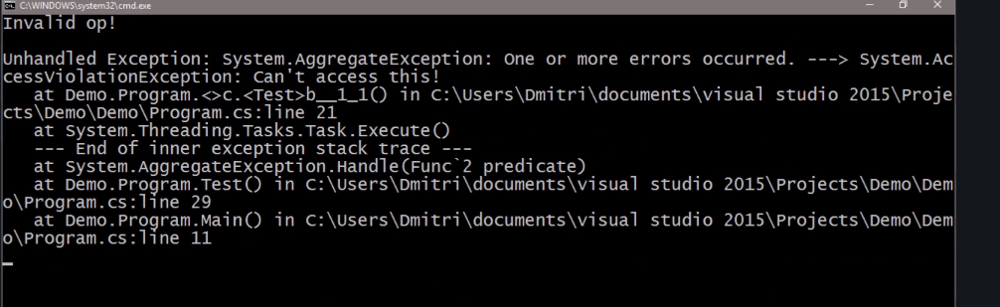 C:\WINDOWS\system32\cmd.exe
Invalid op!
Unhandled Exception: System.AggregateException: One or more errors occurred. ---> System.Ac
cessViolationException: Can't access this!
   at Demo.Program.<>c.<Test>b__1_1() in C:\Users\Dmitri\documents\visual studio 2015\Proje
cts\Demo\Demo\Program.cs:line 21
   at System.Threading.Tasks.Task.Execute()
   --- End of inner exception stack trace ---
   at System.AggregateException.Handle(Func`2 predicate)
   at Demo.Program.Test() in C:\Users\Dmitri\documents\visual studio 2015\Projects\Demo\Dem
o\Program.cs:line 29
   at Demo.Program.Main() in C:\Users\Dmitri\documents\visual studio 2015\Projects\Demo\Dem
o\Program.cs:line 11